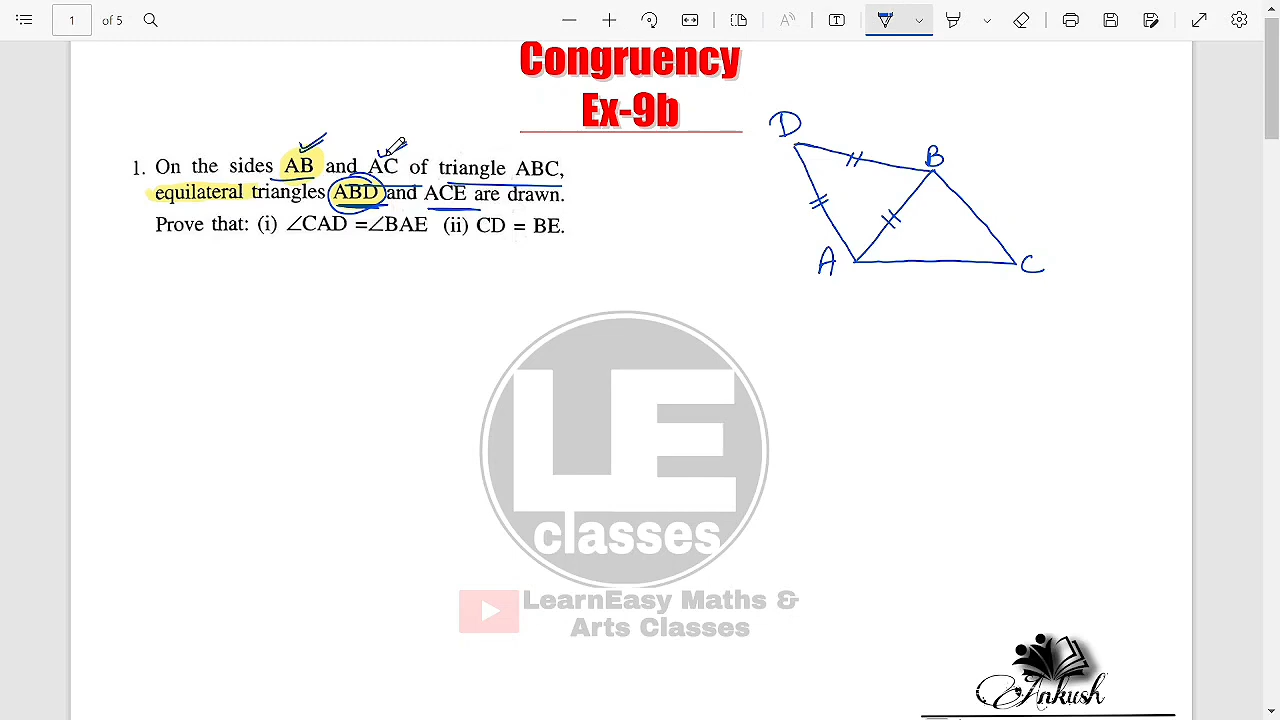 1 of 5
Congruency
Ex-9b
1. On the sides AB and AC of triangle ABC,
equilateral triangles ABD and ACE are drawn.
Prove that: (i) ∠CAD =∠BAE (ii) CD = BE.
D
B
A
C
LE
classes
LearnEasy Maths &
Arts Classes
Ankush